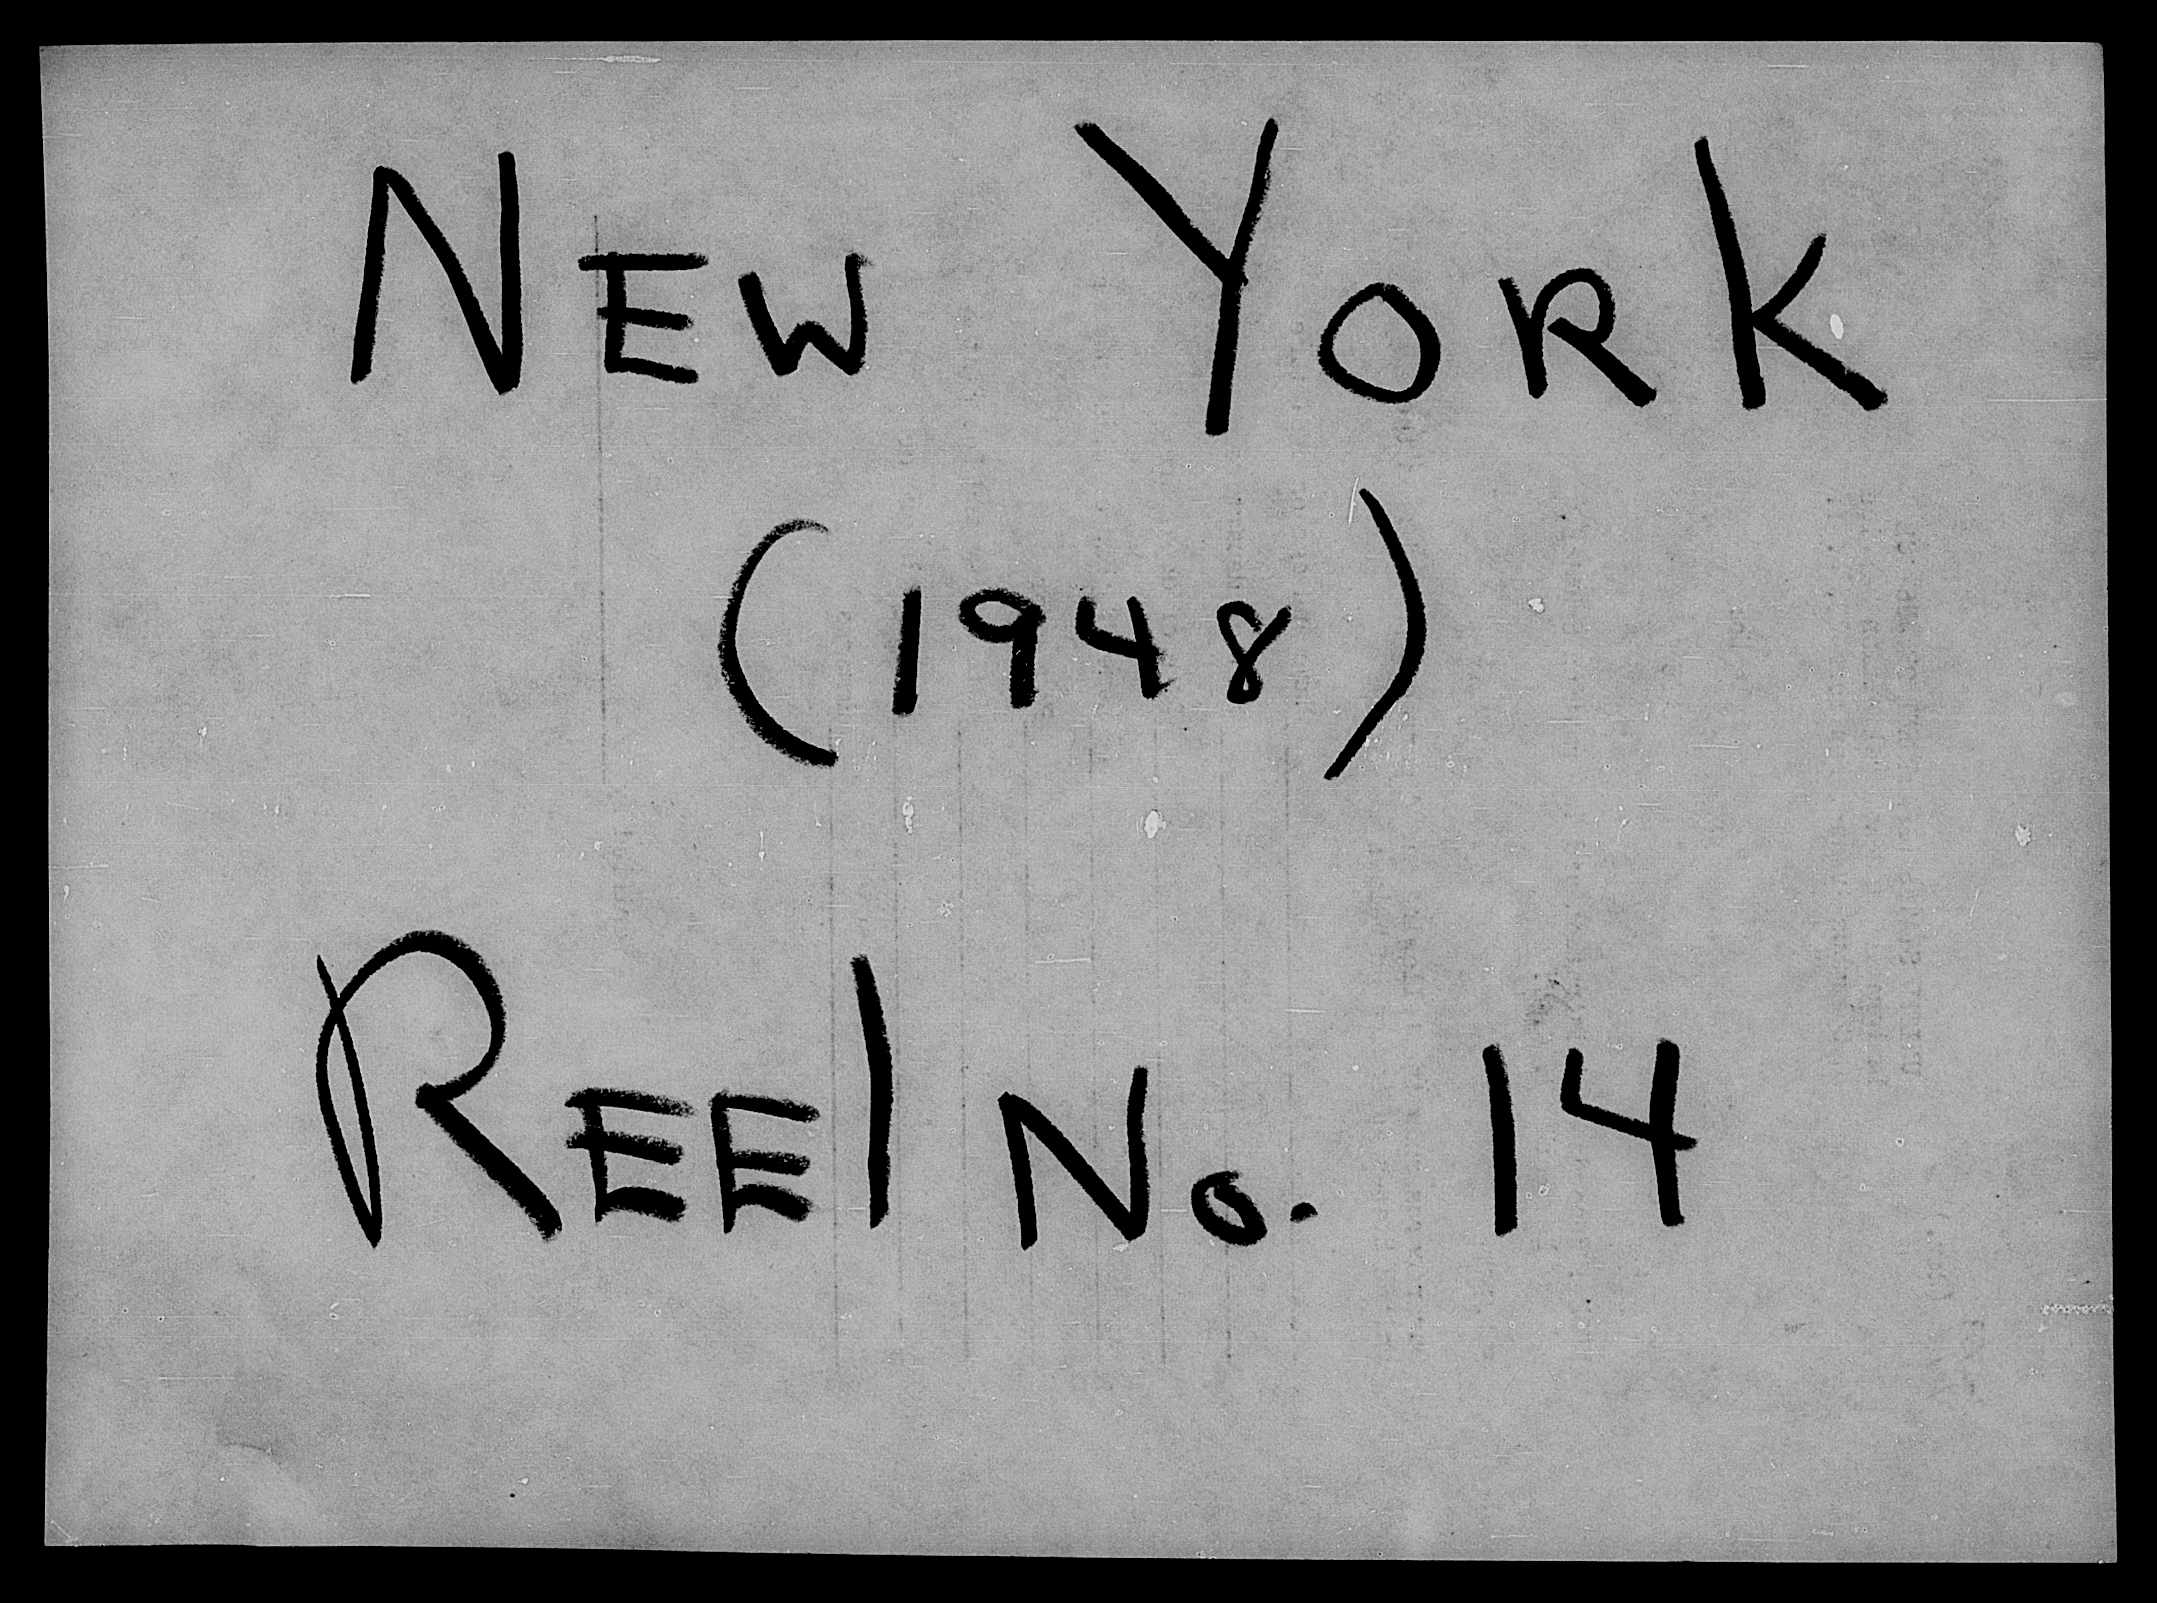 NEW YORK
(1948)
REEl No. 14